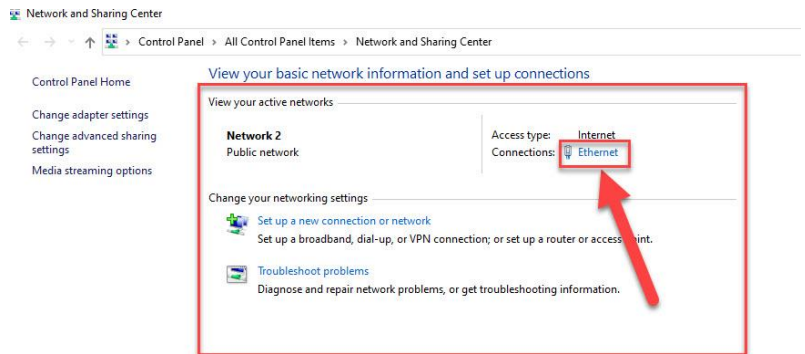 Network and Sharing Center
Control Panel > All Control Panel Items > Network and Sharing Center
Control Panel Home
Change adapter settings
Change advanced sharing
settings
Media streaming options
View your basic network information and set up connections
View your active networks
Network 2
Public network
Access type: Internet
Connections: Ethernet
Change your networking settings
Set up a new connection or network
Set up a broadband, dial-up, or VPN connection; or set up a router or access point.
Troubleshoot problems
Diagnose and repair network problems, or get troubleshooting information.